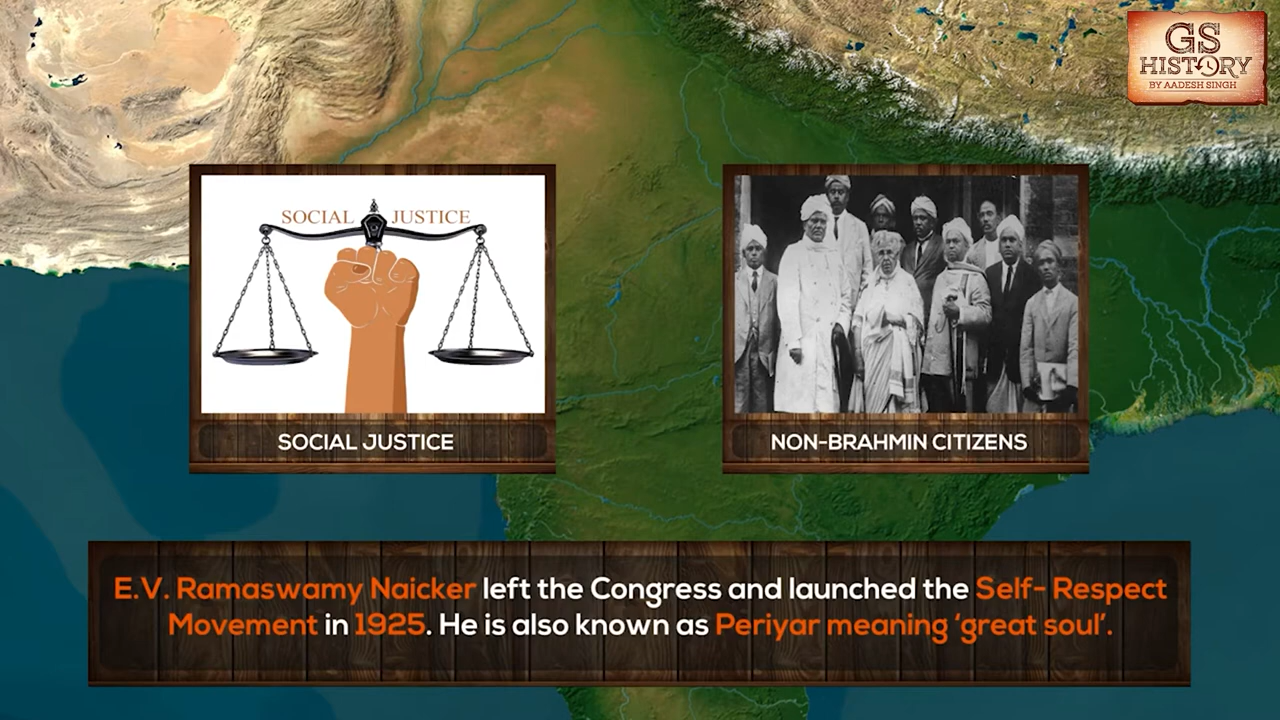 GS
HISTORY
BY AADESH SINGH
SOCIAL JUSTICE
SOCIAL JUSTICE
NON-BRAHMIN CITIZENS
E.V. Ramaswamy Naicker left the Congress and launched the Self- Respect
Movement in 1925. He is also known as Periyar meaning ‘great soul’.